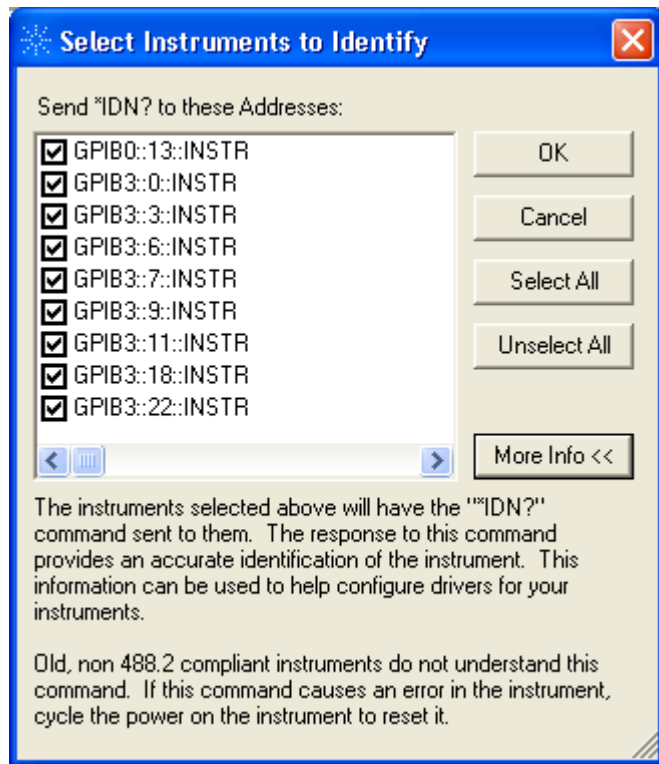 Select Instruments to Identify
Send *IDN? to these Addresses:
GPIB0::13::INSTR
GPIB3::0::INSTR
GPIB3::3::INSTR
GPIB3::6::INSTR
GPIB3::7::INSTR
GPIB3::9::INSTR
GPIB3::11::INSTR
GPIB3::18::INSTR
GPIB3::22::INSTR
OK
Cancel
Select All
Unselect All
More Info <<
The instruments selected above will have the "*IDN?"
command sent to them.  The response to this command
provides an accurate identification of the instrument.  This
information can be used to help configure drivers for your
instruments.
Old, non 488.2 compliant instruments do not understand this
command.  If this command causes an error in the instrument,
cycle the power on the instrument to reset it.